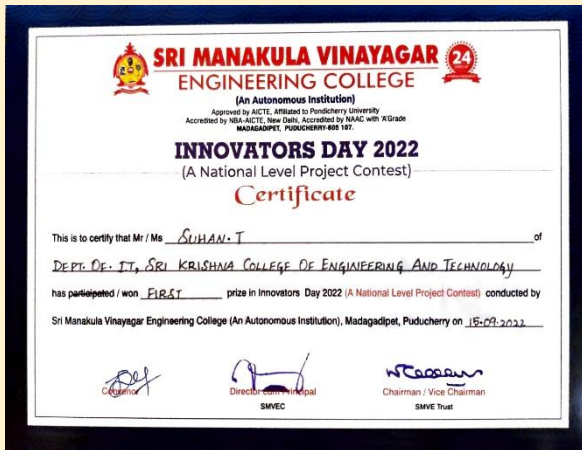 SRI MANAKULA VINAYAGAR
24
ENGINEERING COLLEGE
(An Autonomous Institution)
Approved by AICTE, Affiliated to Pondicherry University
Accredited by NBA-AICTE, New Delhi, Accredited by NAAC with 'A'Grade
MADAGADIPET, PUDUCHERRY-605 107.
INNOVATORS DAY 2022
(A National Level Project Contest)
Certificate
This is to certify that Mr / Ms SUHAN.T of
DEPT. OF. IT, SRI KRISHNA COLLEGE OF ENGINEERING AND TECHNOLOGY
has participated / won FIRST prize in Innovators Day 2022 (A National Level Project Contest) conducted by
Sri Manakula Vinayagar Engineering College (An Autonomous Institution), Madagadipet, Puducherry on 15.09.2022
Convenor Director cum Principal Chairman / Vice Chairman
SMVEC SMVE Trust